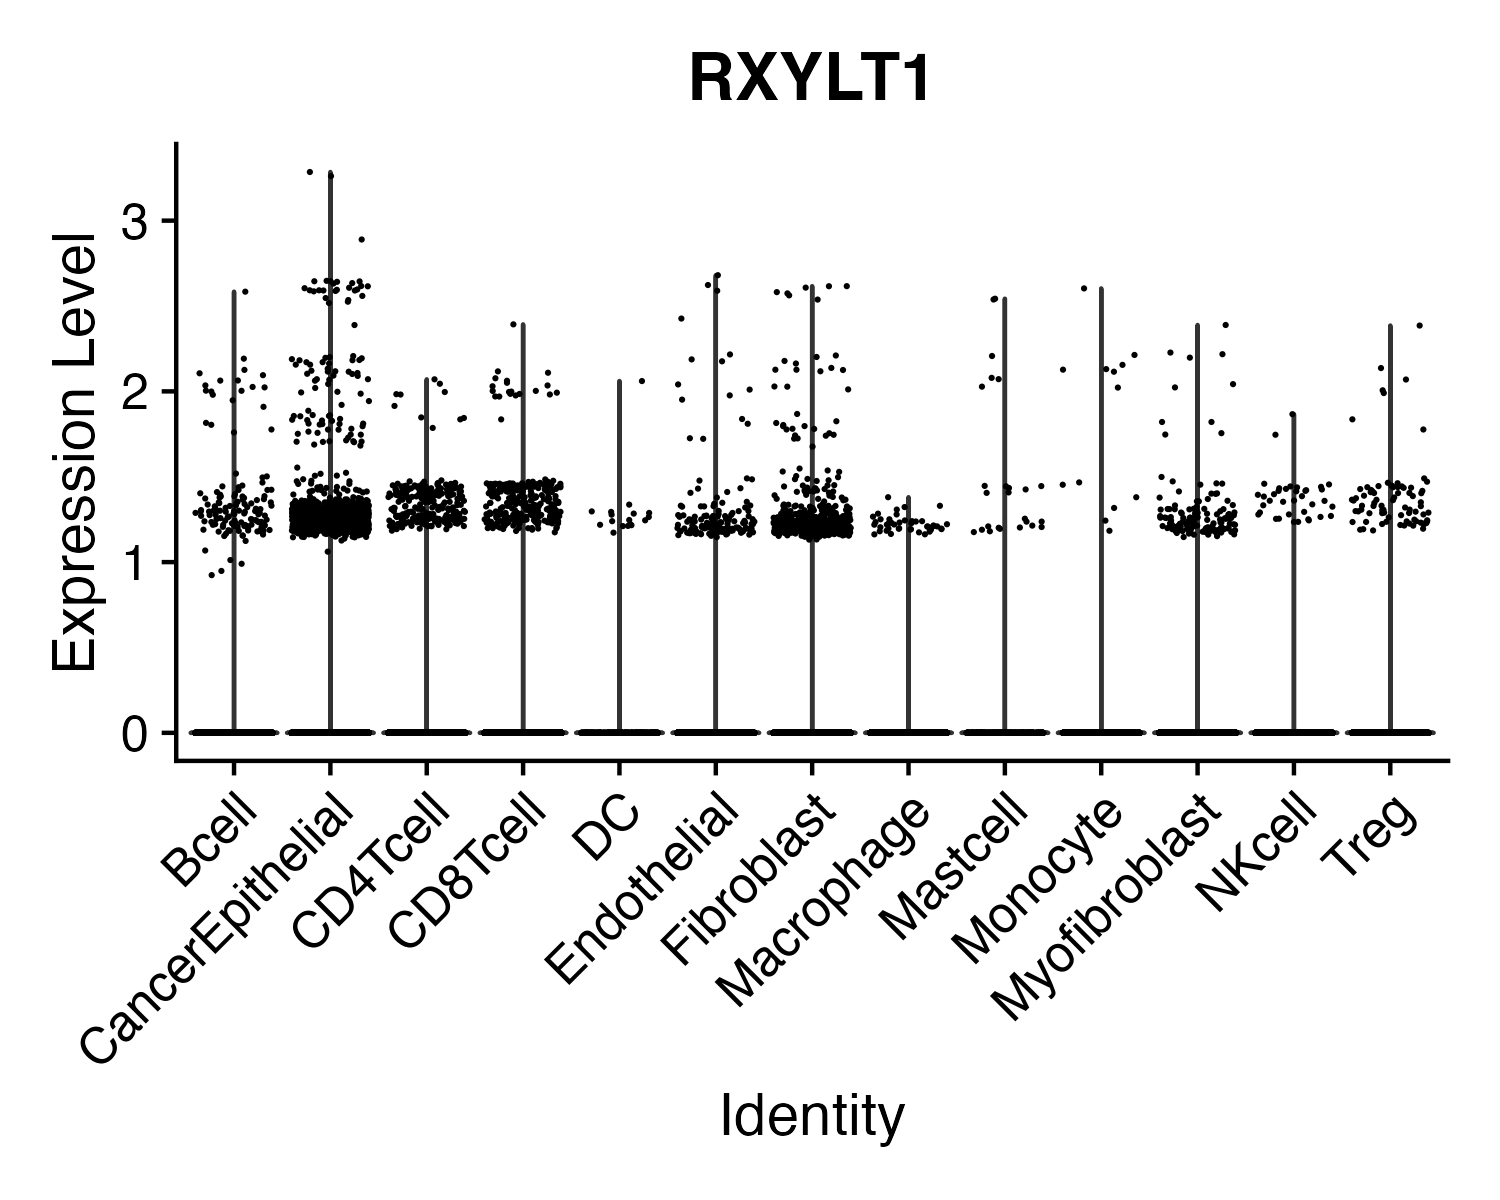 RXYLT1
Expression Level
3
2
1
0
Bcell
CancerEpithelial
CD4Tcell
CD8Tcell
DC
Endothelial
Fibroblast
Macrophage
Mastcell
Monocyte
Myofibroblast
NKcell
Treg
Identity